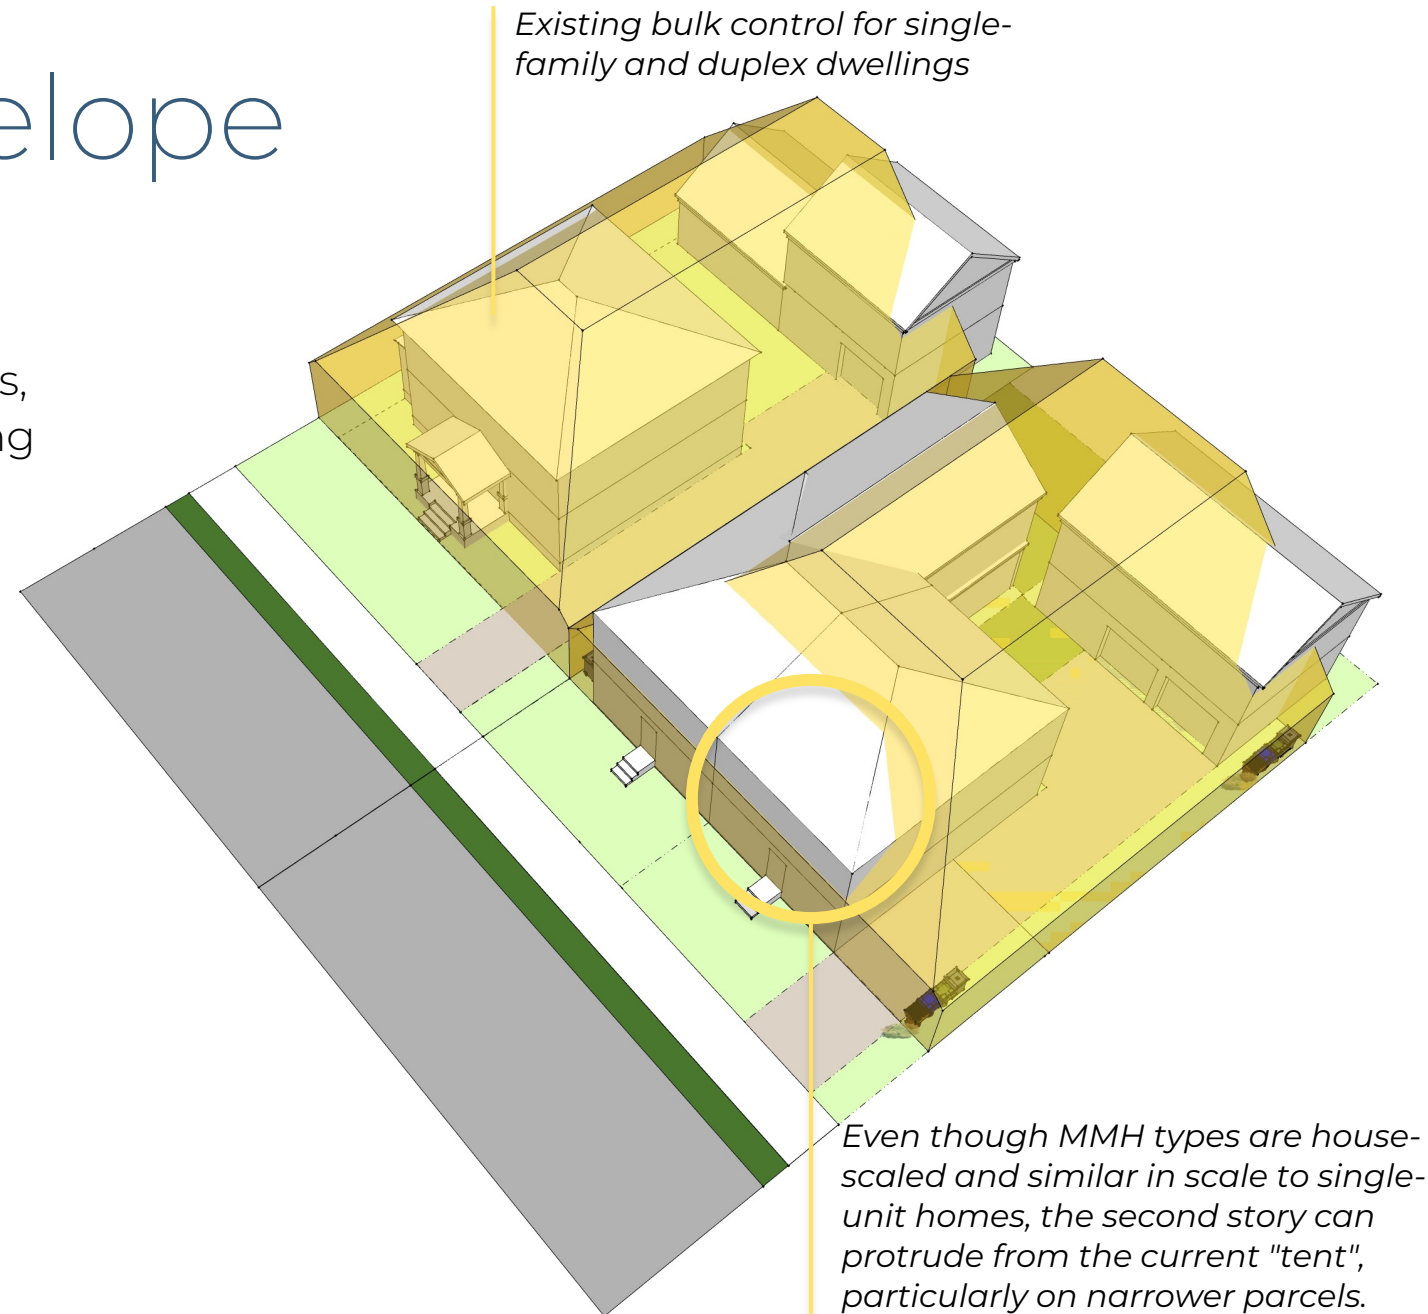 Existing bulk control for single-
family and duplex dwellings
elope
s,
ng
Even though MMH types are house-
scaled and similar in scale to single-
unit homes, the second story can
protrude from the current "tent",
particularly on narrower parcels.